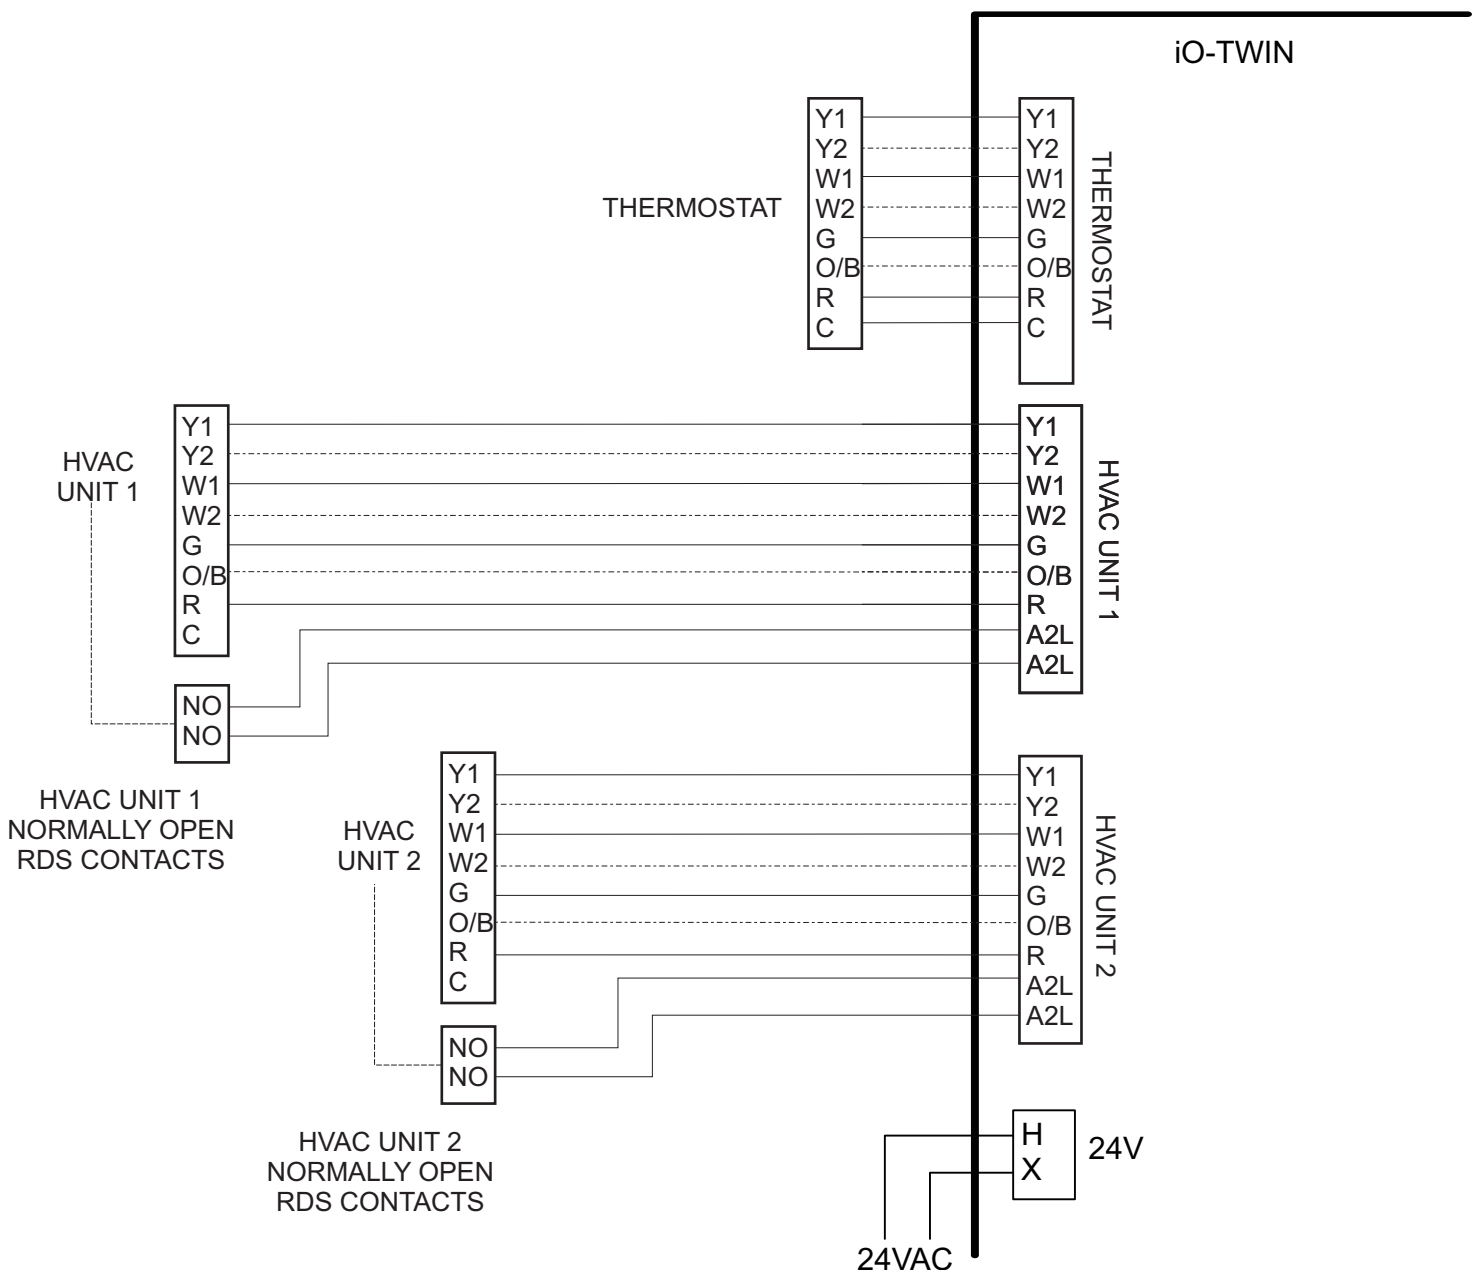 iO-TWIN
THERMOSTAT
Y1
Y2
W1
W2
G
O/B
R
C
Y1
Y2
W1
W2
G
O/B
R
C
THERMOSTAT
HVAC
UNIT 1
Y1
Y2
W1
W2
G
O/B
R
C
NO
NO
HVAC UNIT 1
NORMALLY OPEN
RDS CONTACTS
Y1
Y2
W1
W2
G
O/B
R
A2L
A2L
HVAC UNIT 1
HVAC
UNIT 2
Y1
Y2
W1
W2
G
O/B
R
C
NO
NO
HVAC UNIT 2
NORMALLY OPEN
RDS CONTACTS
Y1
Y2
W1
W2
G
O/B
R
A2L
A2L
HVAC UNIT 2
H
X
24V
24VAC